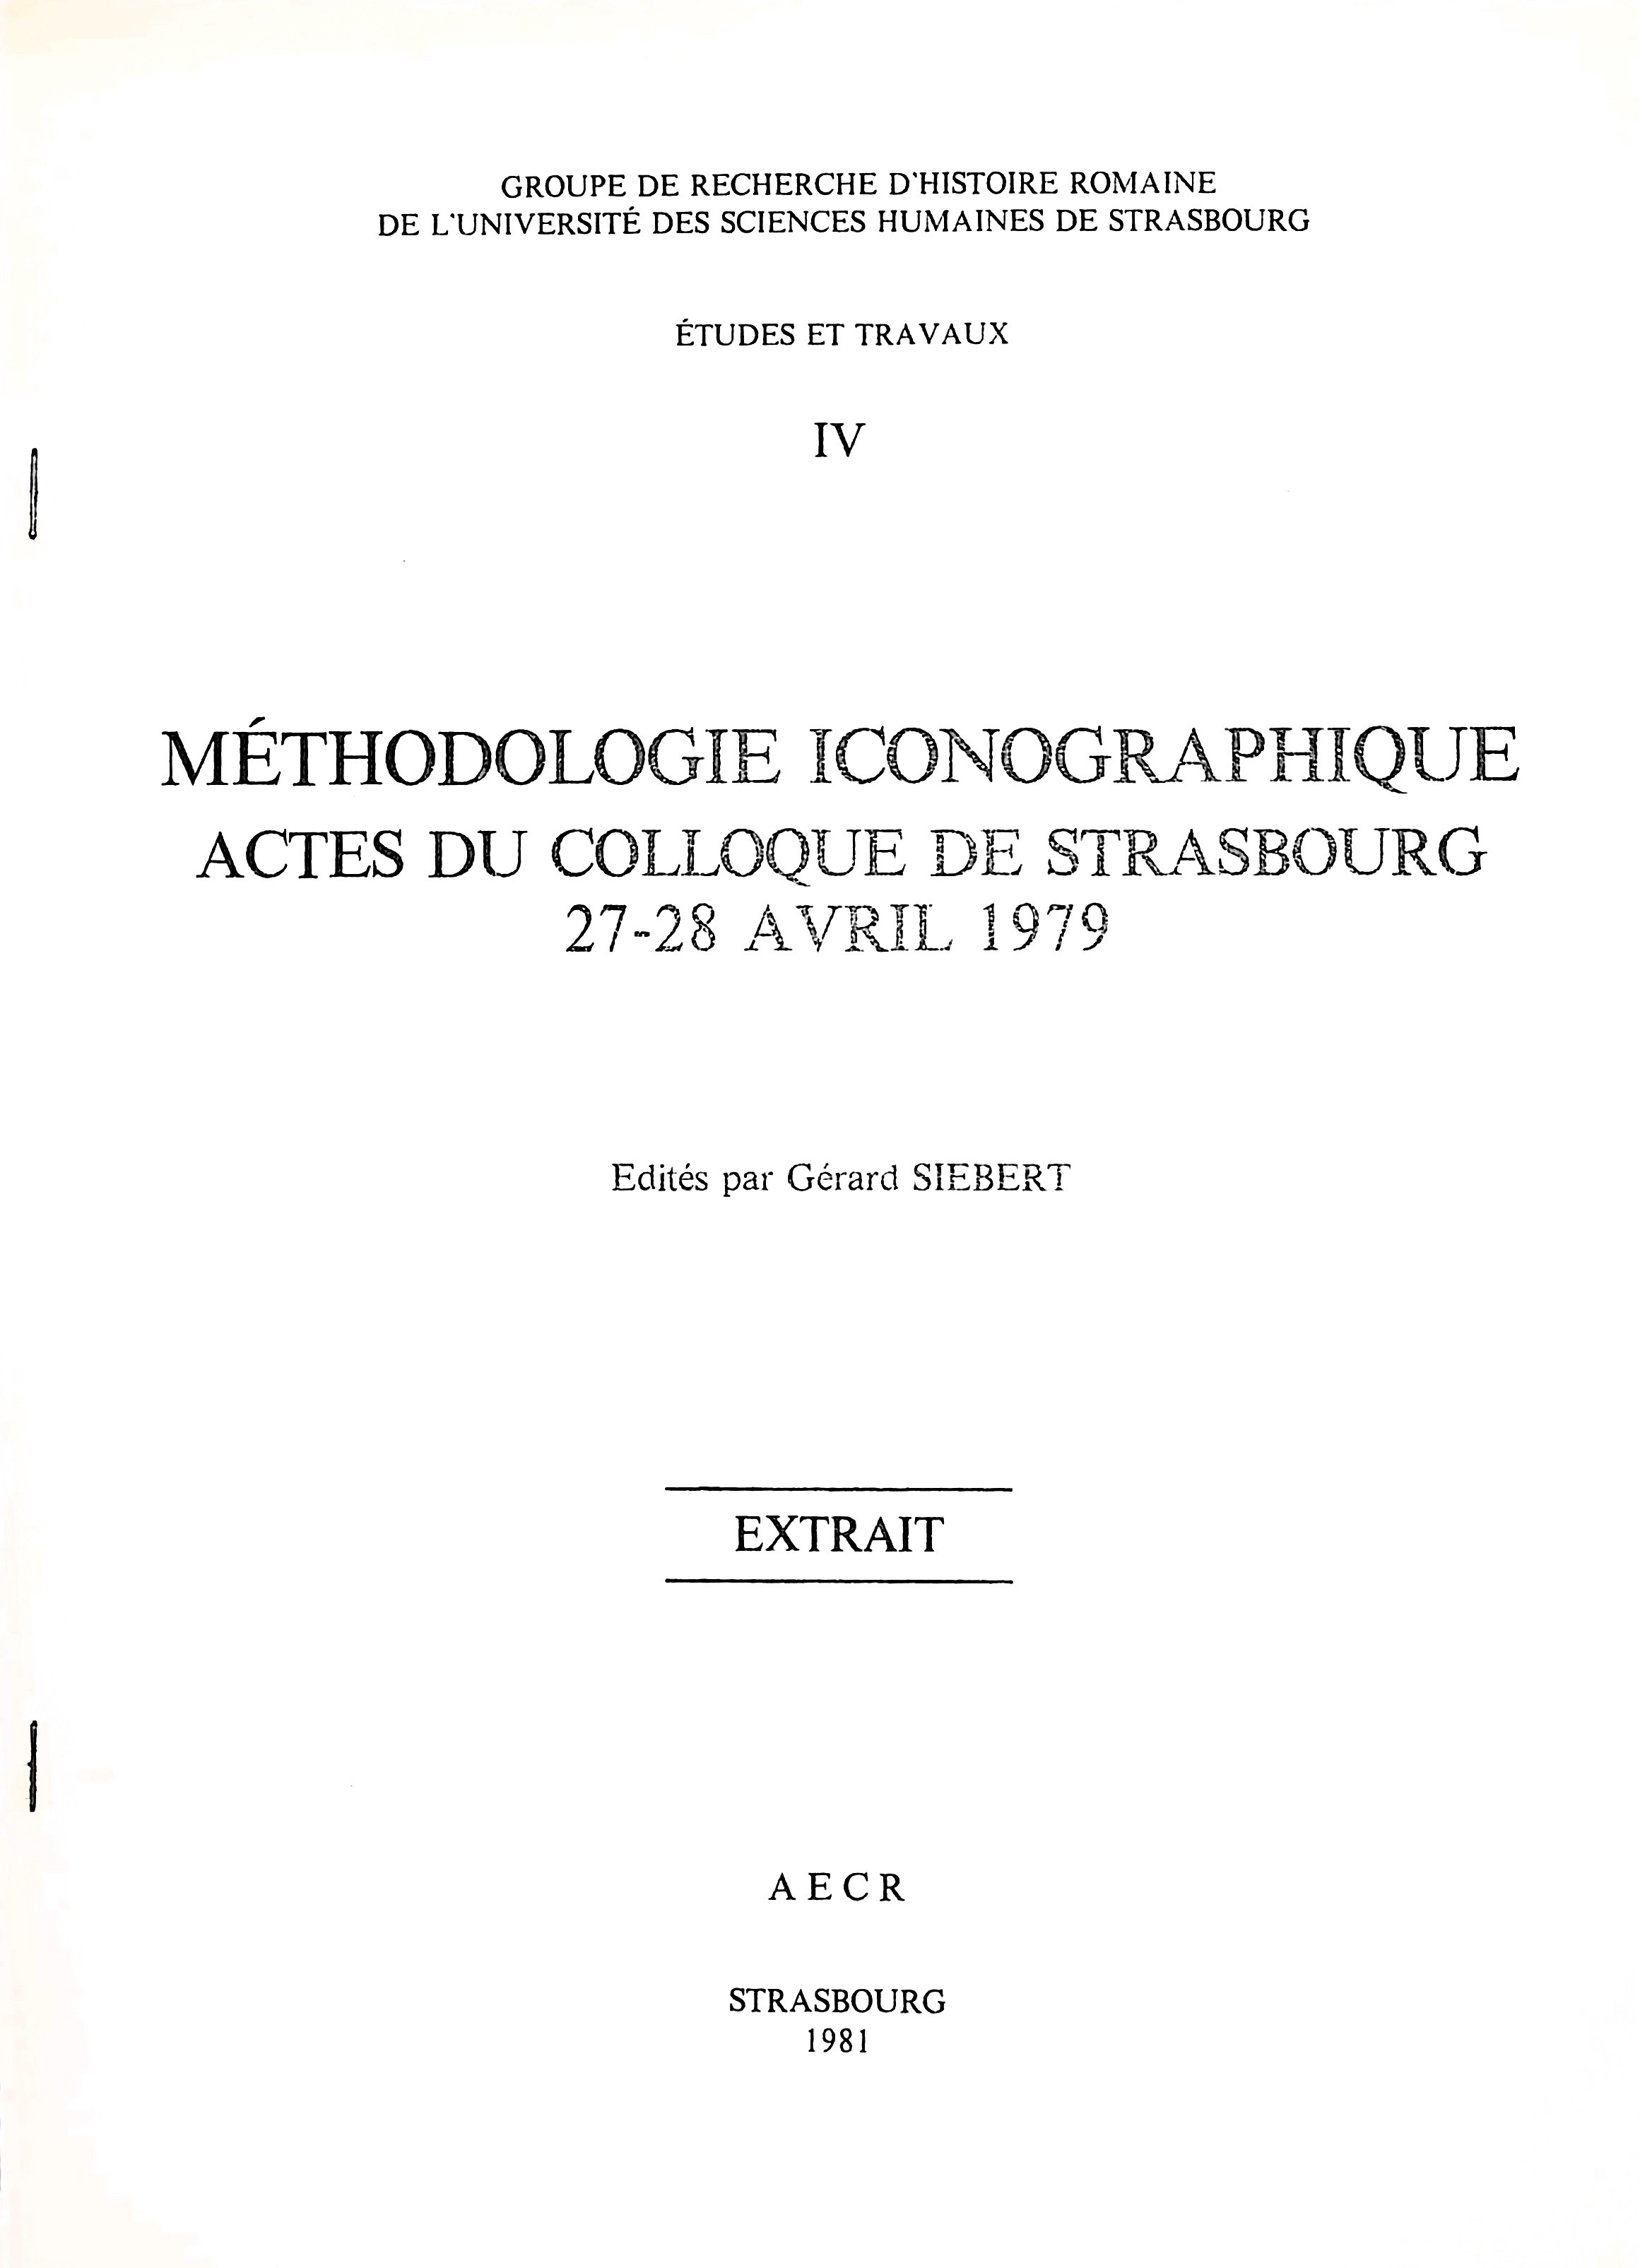 GROUPE DE RECHERCHE D'HISTOIRE ROMAINE
DE L'UNIVERSITÉ DES SCIENCES HUMAINES DE STRASBOURG
ÉTUDES ET TRAVAUX
IV
MÉTHODOLOGIE ICONOGRAPHIQUE
ACTES DU COLLOQUE DE STRASBOURG
27-28 AVRIL 1979
Edités par Gérard SIEBERT
EXTRAIT
AECR
STRASBOURG
1981